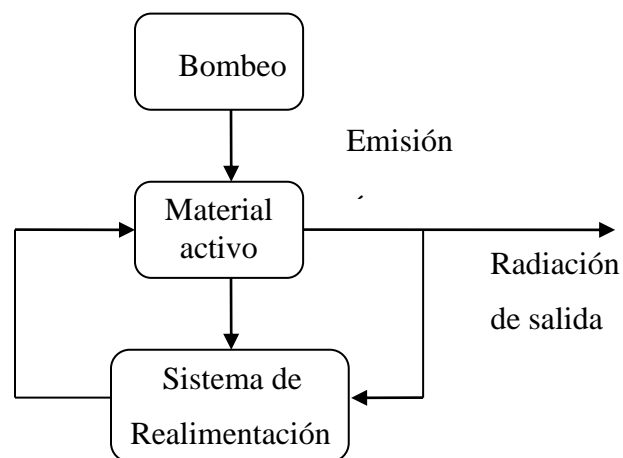 Bombeo
Emisión
Material
activo
Radiación
de salida
Sistema de
Realimentación